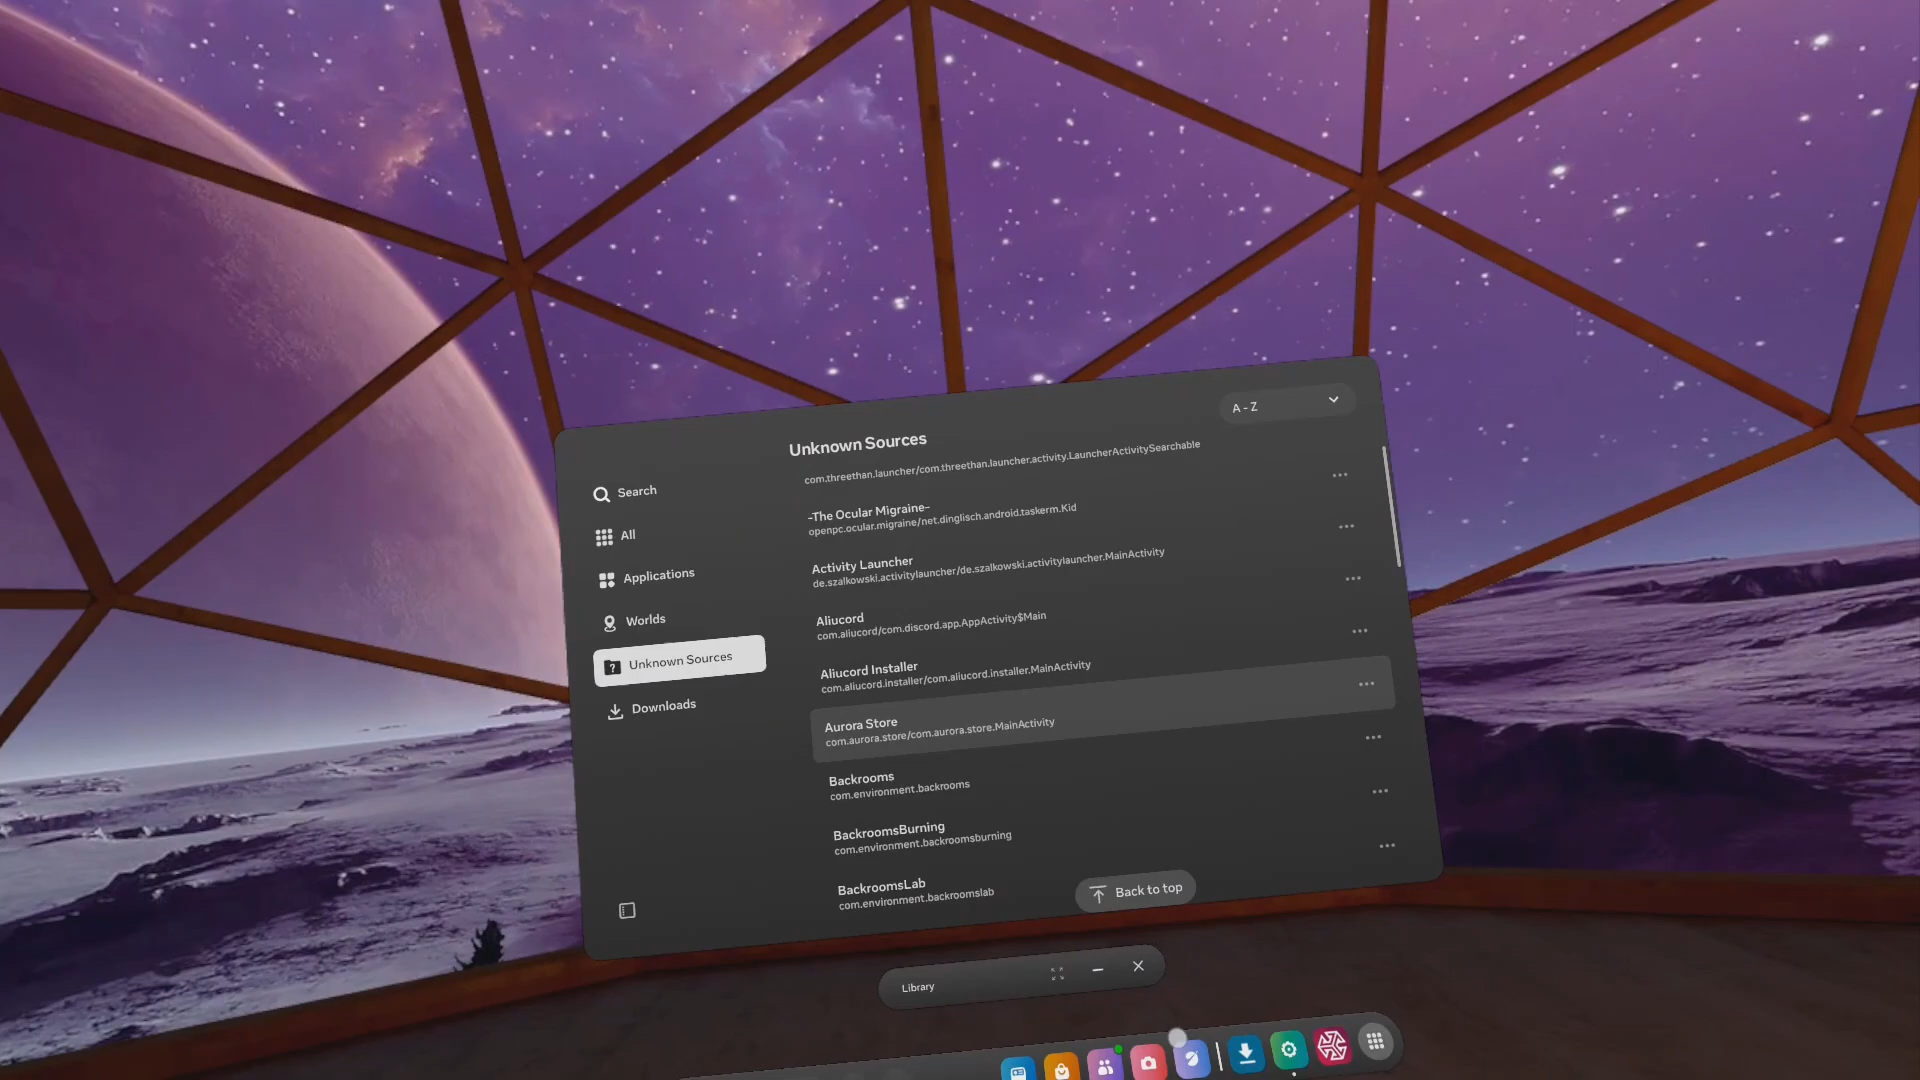 A - Z
Unknown Sources
com.threethan.launcher/com.threethan.launcher.activity.LauncherActivitySearchable
Search
-The Ocular Migraine-
openpc.ocular.migraine/net.dinglisch.android.taskerm.Kid
All
Activity Launcher
de.szalkowski.activitylauncher/de.szalkowski.activitylauncher.MainActivity
Applications
Aliucord
com.aliucord/com.discord.app.AppActivity$Main
Worlds
Aliucord Installer
com.aliucord.installer/com.aliucord.installer.MainActivity
Unknown Sources
Aurora Store
com.aurora.store/com.aurora.store.MainActivity
Downloads
Backrooms
com.environment.backrooms
BackroomsBurning
com.environment.backroomsburning
BackroomsLab
com.environment.backroomslab
Back to top
Library